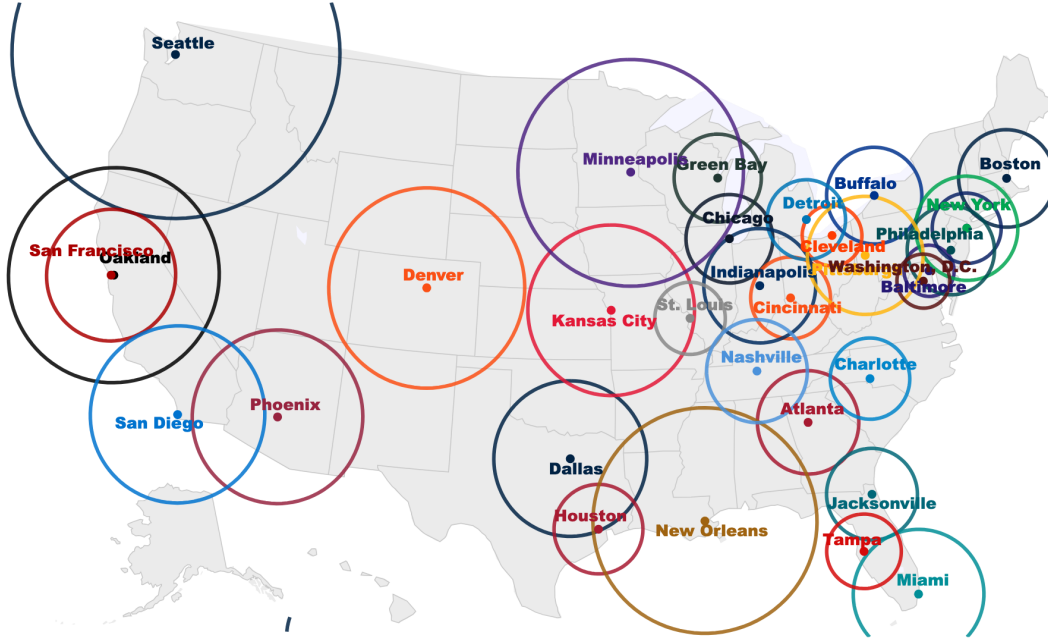 Seattle
Boston
Minneapolis
Green Bay
Buffalo
Detroit
New York
Chicago
Philadelphia
San Francisco
Oakland
Cleveland
Denver
Indianapolis
Washington, D.C.
Baltimore
St. Louis
Cincinnati
Kansas City
Nashville
Charlotte
Phoenix
Atlanta
San Diego
Dallas
Jacksonville
Houston
New Orleans
Tampa
Miami